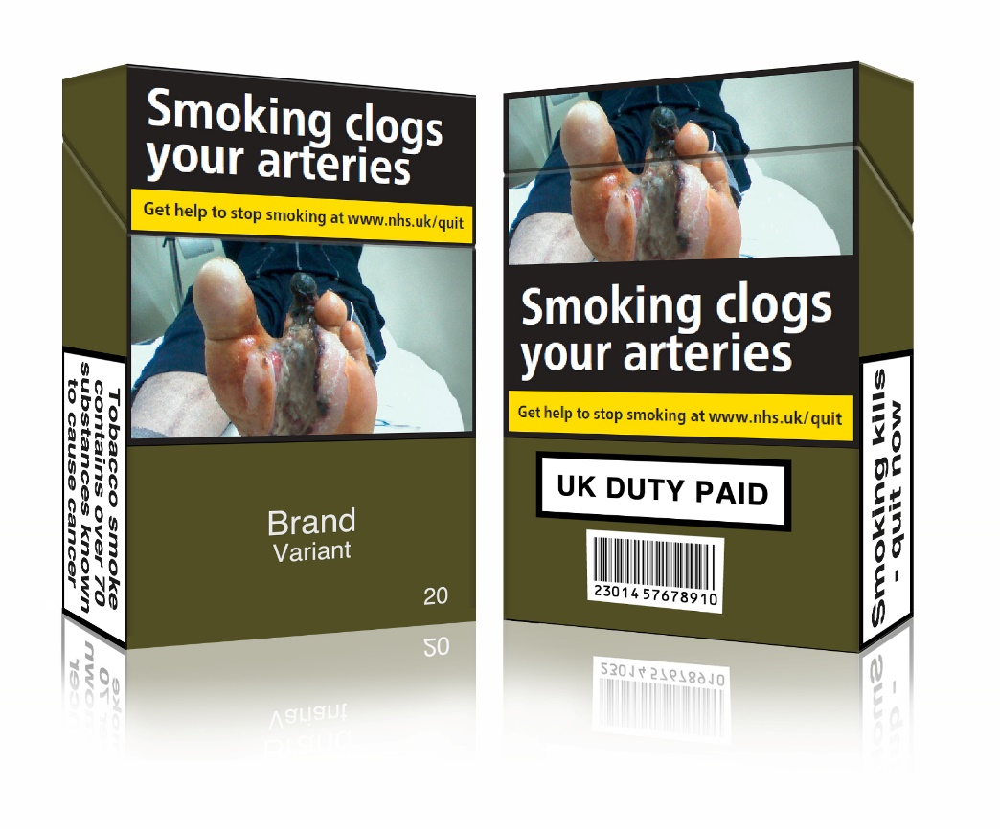 Smoking clogs
your arteries
Get help to stop smoking at www.nhs.uk/quit
Brand
Variant
20
Tobacco smoke
contains over 70
substances known
to cause cancer
Smoking clogs
your arteries
Get help to stop smoking at www.nhs.uk/quit
UK DUTY PAID
2301457678910
Smoking kills
- quit now